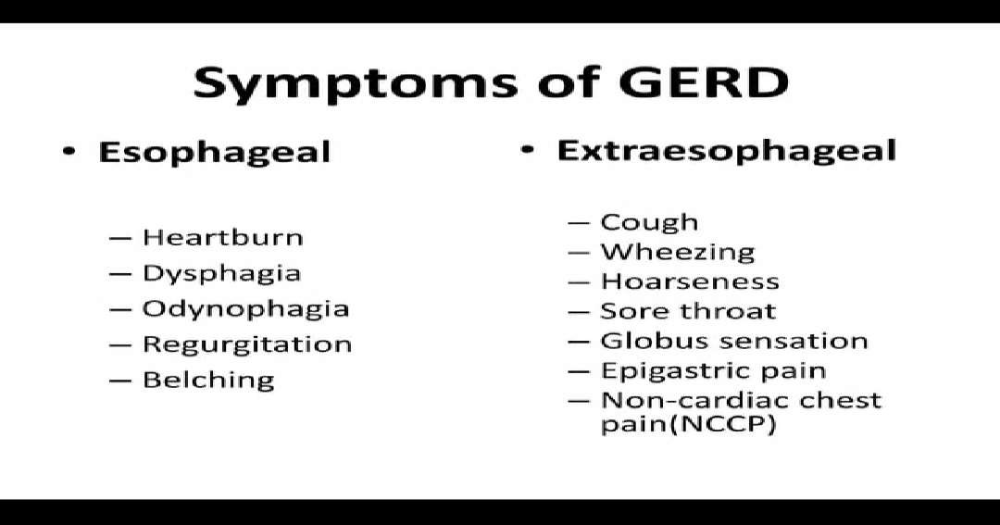 Symptoms of GERD
• Esophageal
– Heartburn
– Dysphagia
– Odynophagia
– Regurgitation
– Belching
• Extraesophageal
– Cough
– Wheezing
– Hoarseness
– Sore throat
– Globus sensation
– Epigastric pain
– Non-cardiac chest
pain(NCCP)